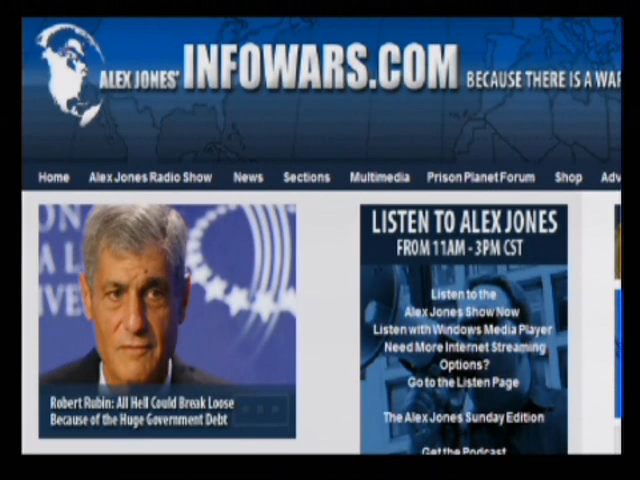 ALEX JONES' INFOWARS.COM BECAUSE THERE IS A WAR
Home Alex Jones Radio Show News Sections Multimedia Prison Planet Forum Shop Adv
ON
A L
IVE
Robert Rubin: All Hell Could Break Loose
Because of the Huge Government Debt
LISTEN TO ALEX JONES
FROM 11AM - 3PM CST
Listen to the
Alex Jones Show Now
Listen with Windows Media Player
Need More Internet Streaming
Options?
Go to the Listen Page
The Alex Jones Sunday Edition
Get the Podcast